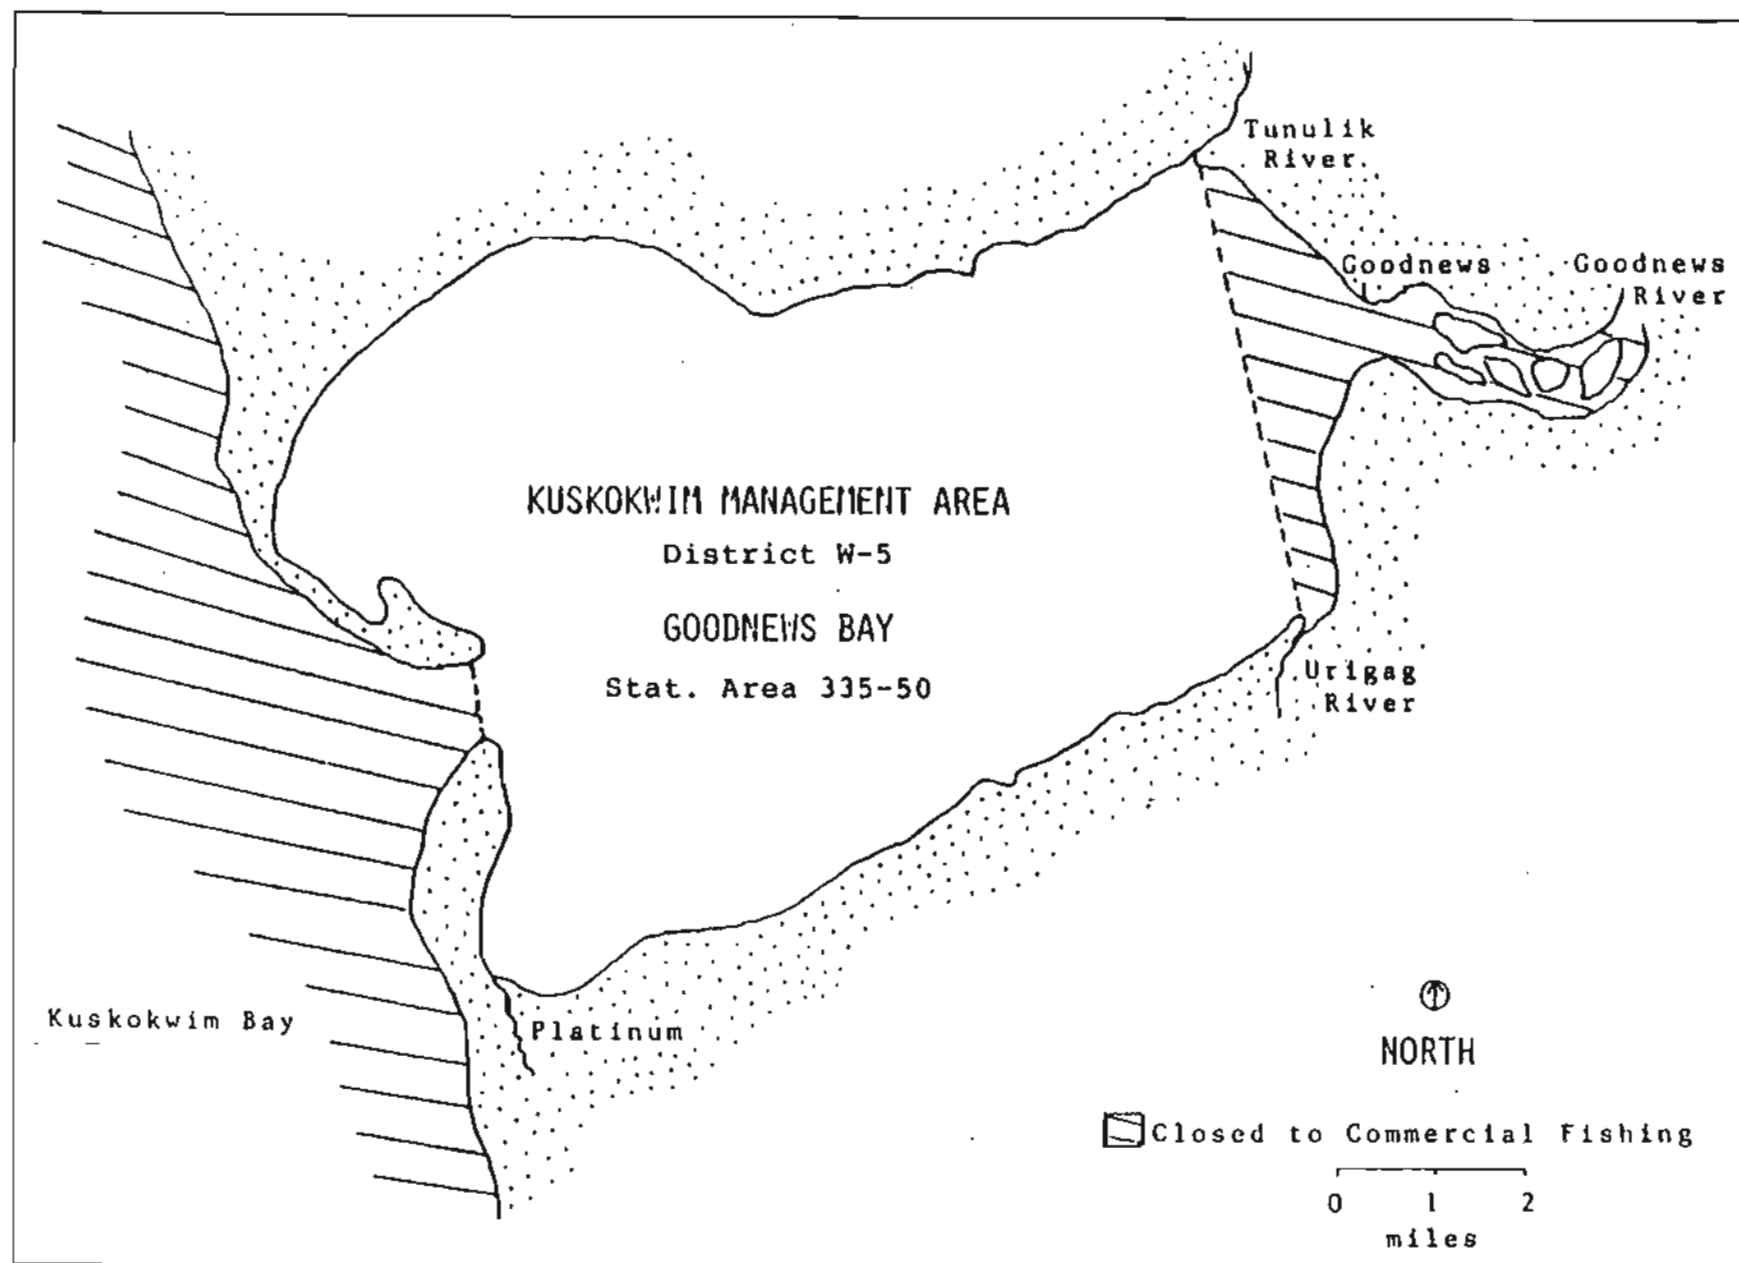 Tunulik
River
Goodnews
Goodnews
River
KUSKOKWIM MANAGEMENT AREA
District W-5
GOODNEWS BAY
Stat. Area 335-50
Urigag
River
Kuskokwim Bay
Platinum
NORTH
Closed to Commercial Fishing
0 1 2
miles